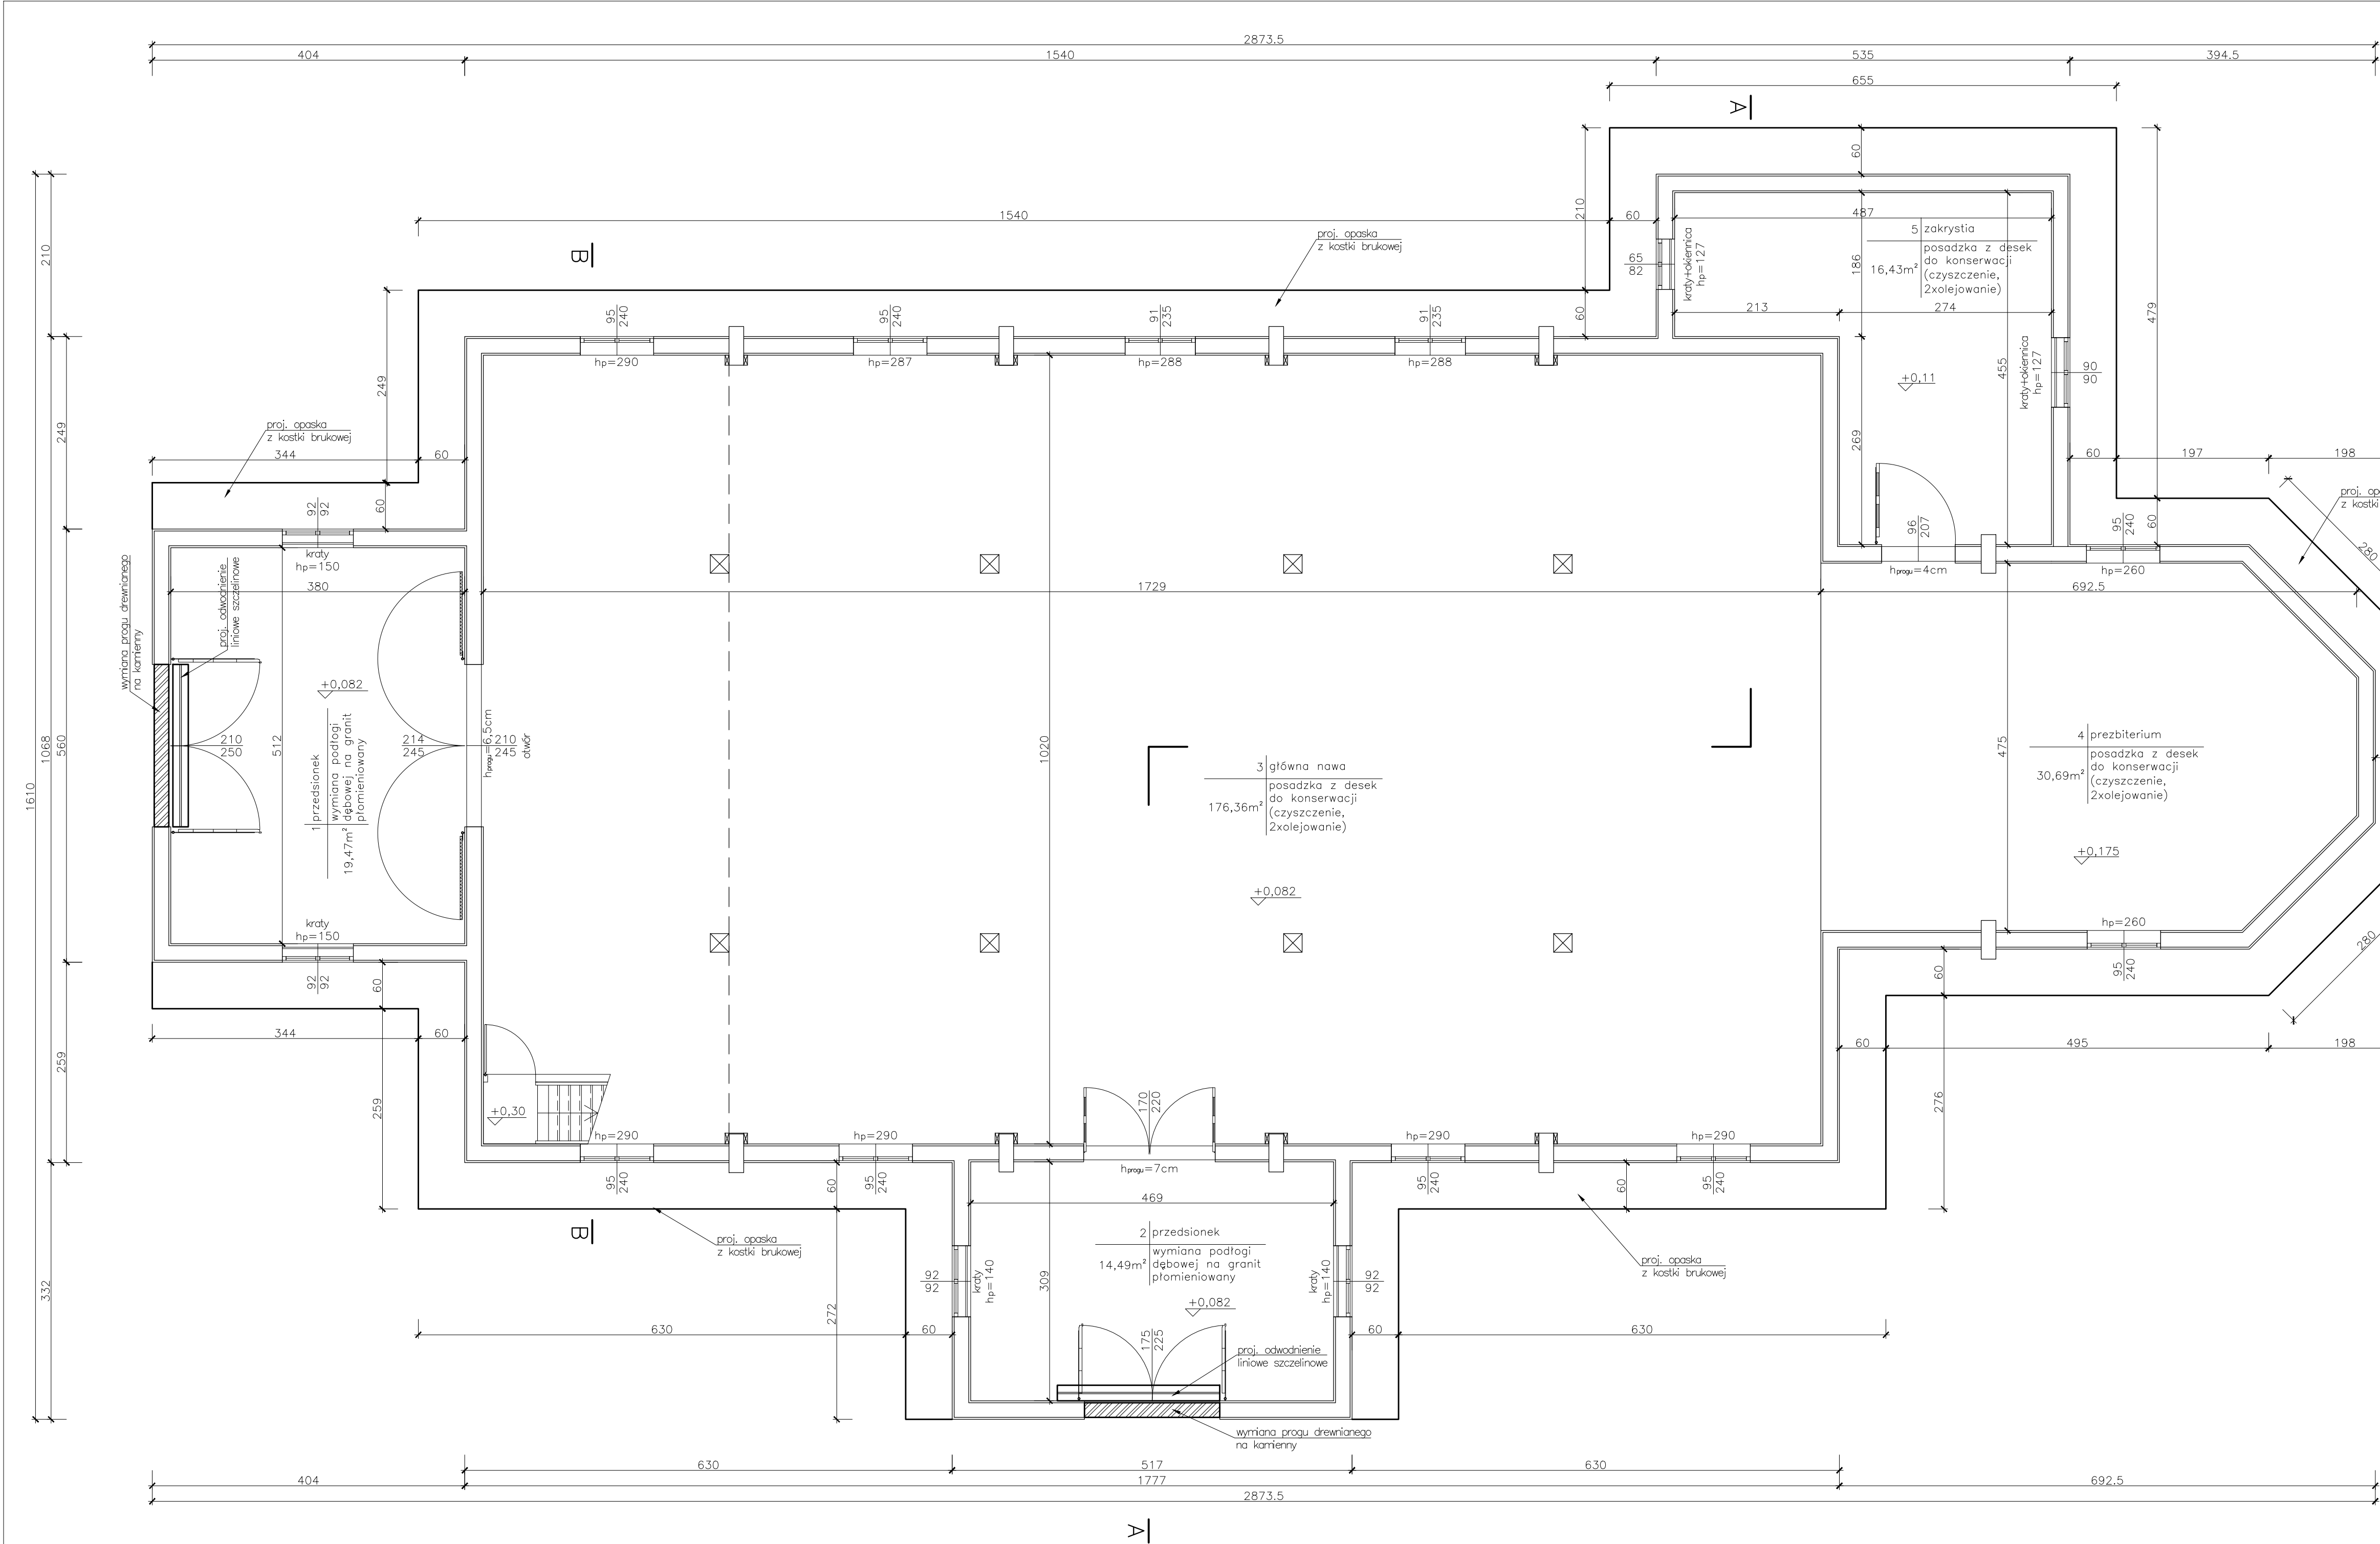 2873.5
404
1540
535
394.5
655
A
60
1540
210
60
487
5 zakrystia
16,43m²
posadzka z desek
do konserwacji
(czyszczenie,
2xolejowanie)
B
proj. opaska
z kostki brukowej
65
82
kraty+okiennica
hp=127
186
213
274
479
210
249
60
95
240
95
240
91
235
91
235
hp=290
hp=287
hp=288
hp=288
249
455
kraty+okiennica
hp=127
90
90
+0,11
269
proj. opaska
z kostki brukowej
344
60
60
60
197
198
92
92
kraty
hp=150
96
207
95
240
60
280
hprogu=4cm
hp=260
wymiana progu drewnianego
na kamienny
proj. odwodnienie
liniowe szczelinowe
380
1729
692.5
+0,082
210
250
512
214
245
hprogu=6,5cm
210
245
otwór
1 przedsionek
19,47m²
wymiana podłogi
dębowej na granit
płomieniowany
1020
3 główna nawa
176,36m²
posadzka z desek
do konserwacji
(czyszczenie,
2xolejowanie)
+0,082
475
4 prezbiterium
30,69m²
posadzka z desek
do konserwacji
(czyszczenie,
2xolejowanie)
+0,175
1610
1068
560
kraty
hp=150
92
92
60
hp=260
95
240
60
280
344
60
60
495
198
259
259
276
+0,30
170
220
hp=290
hp=290
hp=290
hp=290
hprogu=7cm
95
240
95
240
60
95
240
60
95
240
469
B
proj. opaska
z kostki brukowej
2 przedsionek
14,49m²
wymiana podłogi
dębowej na granit
płomieniowany
+0,082
92
92
kraty
hp=140
309
kraty
hp=140
92
92
proj. opaska
z kostki brukowej
332
272
630
60
175
225
60
630
proj. odwodnienie
liniowe szczelinowe
wymiana progu drewnianego
na kamienny
630
517
630
404
1777
692.5
2873.5
A